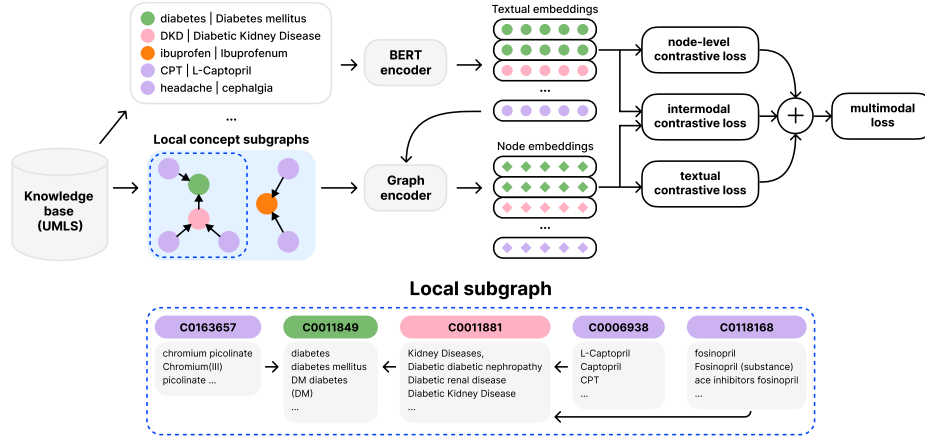 diabetes | Diabetes mellitus
DKD | Diabetic Kidney Disease
ibuprofen | Ibuprofenum
CPT | L-Captopril
headache | cephalgia
...
Local concept subgraphs
Knowledge
base
(UMLS)
BERT
encoder
Graph
encoder
Textual embeddings
...
Node embeddings
...
node-level
contrastive loss
intermodal
contrastive loss
textual
contrastive loss
+
multimodal
loss
Local subgraph
C0163657
chromium picolinate
Chromium(III)
picolinate ...
C0011849
diabetes
diabetes mellitus
DM diabetes
(DM)
...
C0011881
Kidney Diseases,
Diabetic diabetic nephropathy
Diabetic renal disease
Diabetic Kidney Disease
...
C0006938
L-Captopril
Captopril
CPT
...
C0118168
fosinopril
Fosinopril (substance)
ace inhibitors fosinopril
...